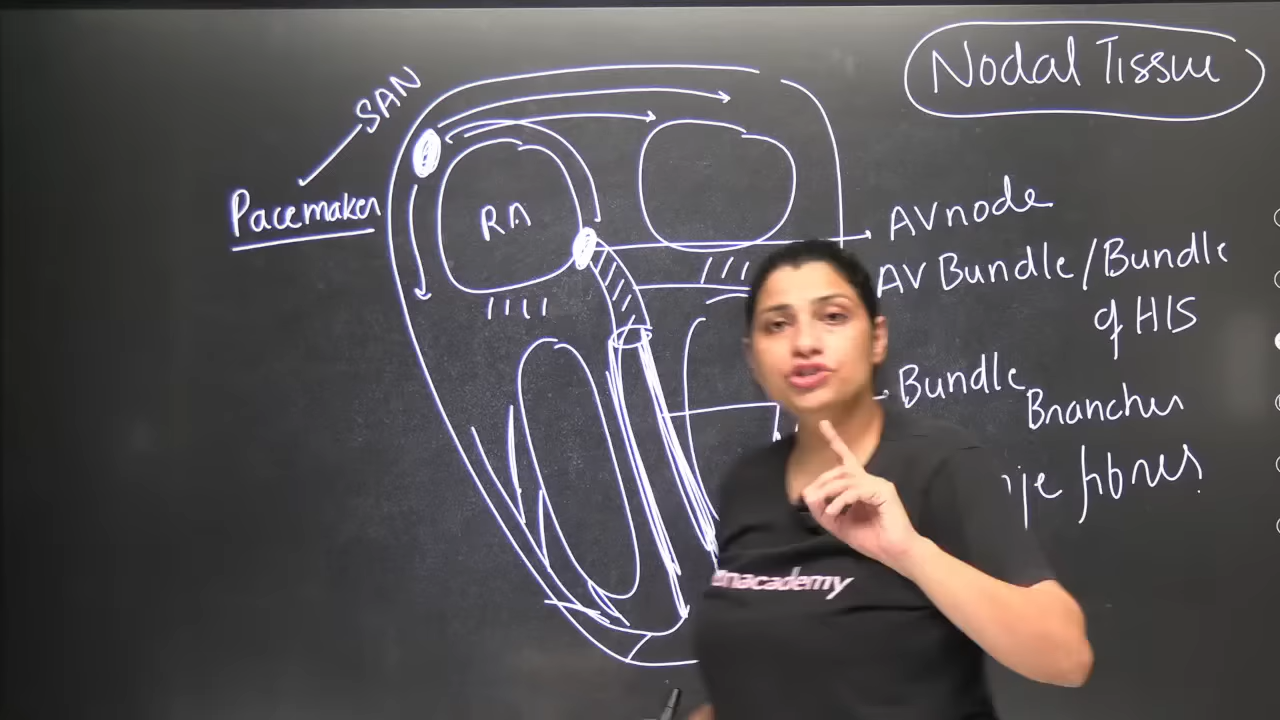 Nodal Tissue
SAN
Pacemaker
RA
AV node
AV Bundle / Bundle
of HIS
Bundle
Branches
fibres
unacademy